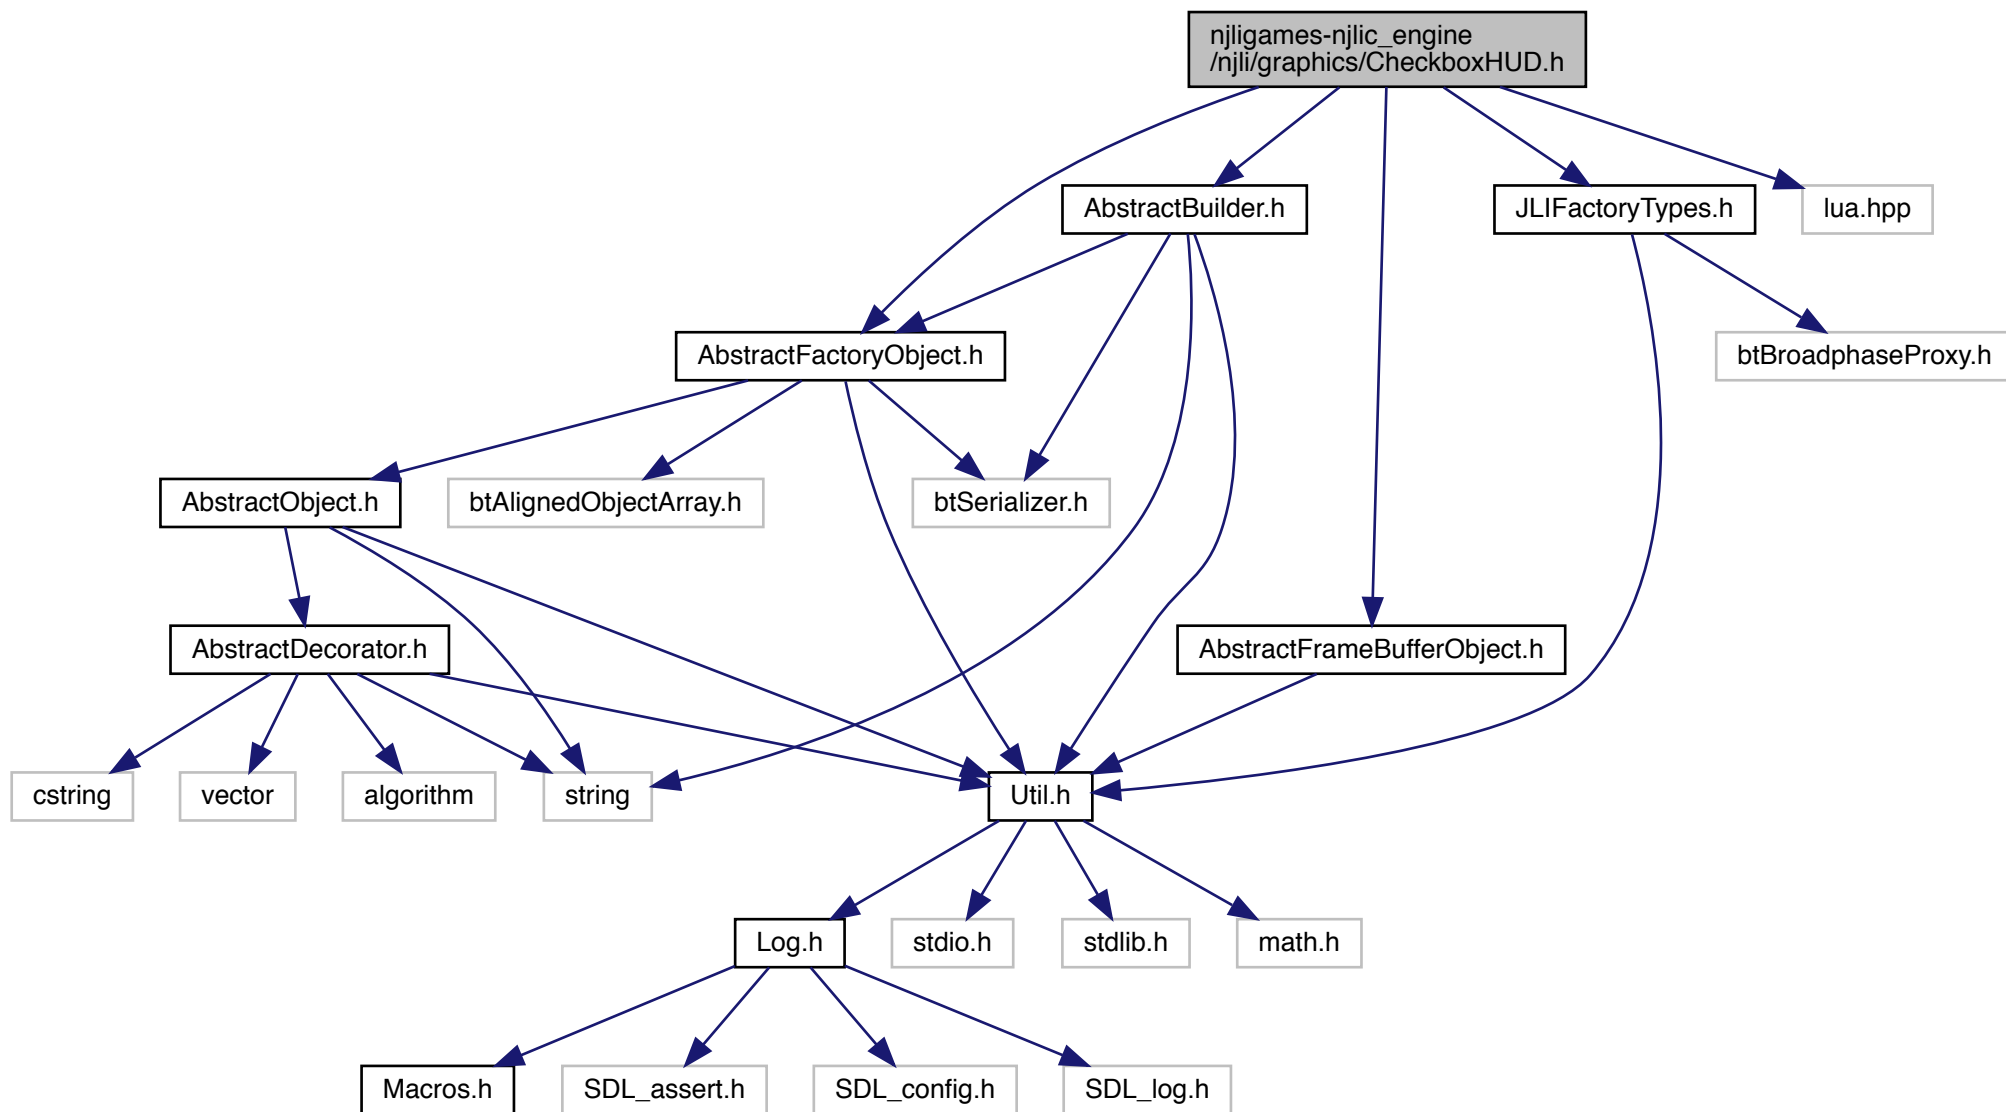 njligames-njlic_engine
/njli/graphics/CheckboxHUD.h
AbstractBuilder.h
JLIFactoryTypes.h
lua.hpp
AbstractFactoryObject.h
btBroadphaseProxy.h
AbstractObject.h
btAlignedObjectArray.h
btSerializer.h
AbstractDecorator.h
AbstractFrameBufferObject.h
cstring
vector
algorithm
string
Util.h
Log.h
stdio.h
stdlib.h
math.h
Macros.h
SDL_assert.h
SDL_config.h
SDL_log.h